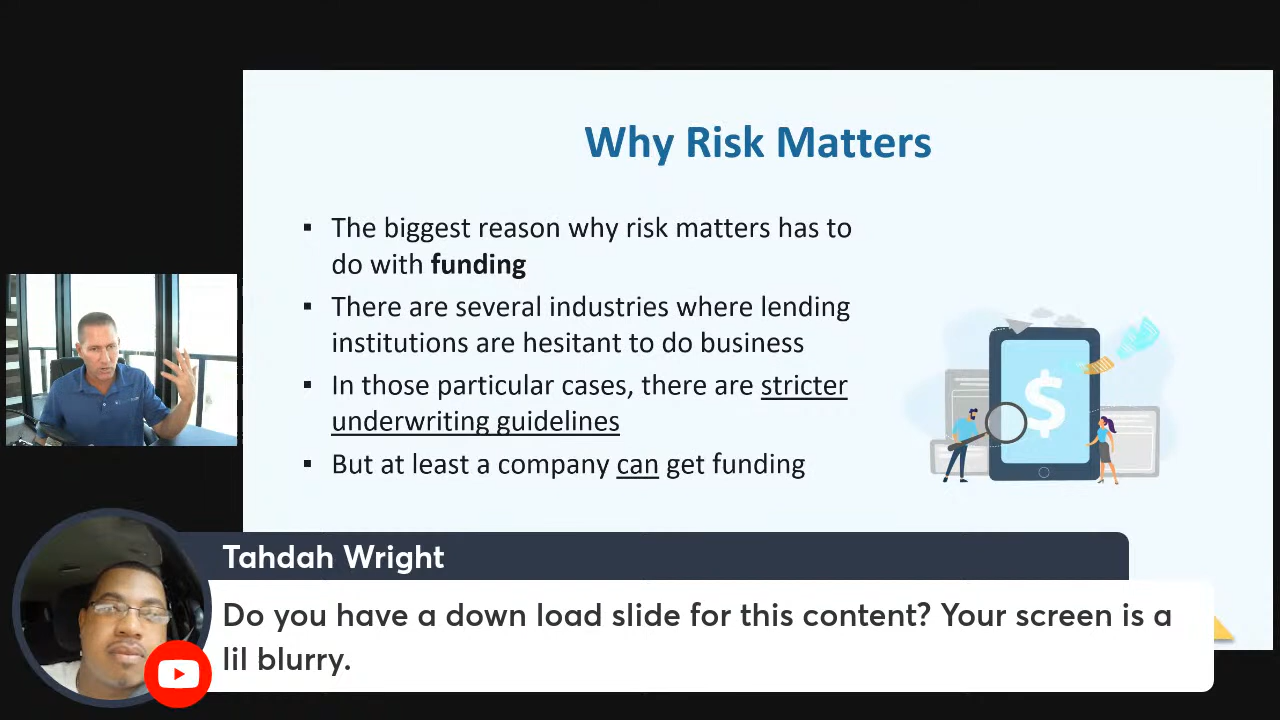 Why Risk Matters
▪ The biggest reason why risk matters has to
do with funding
▪ There are several industries where lending
institutions are hesitant to do business
▪ In those particular cases, there are stricter
underwriting guidelines
▪ But at least a company can get funding
$
Tahdah Wright
Do you have a down load slide for this content? Your screen is a
lil blurry.